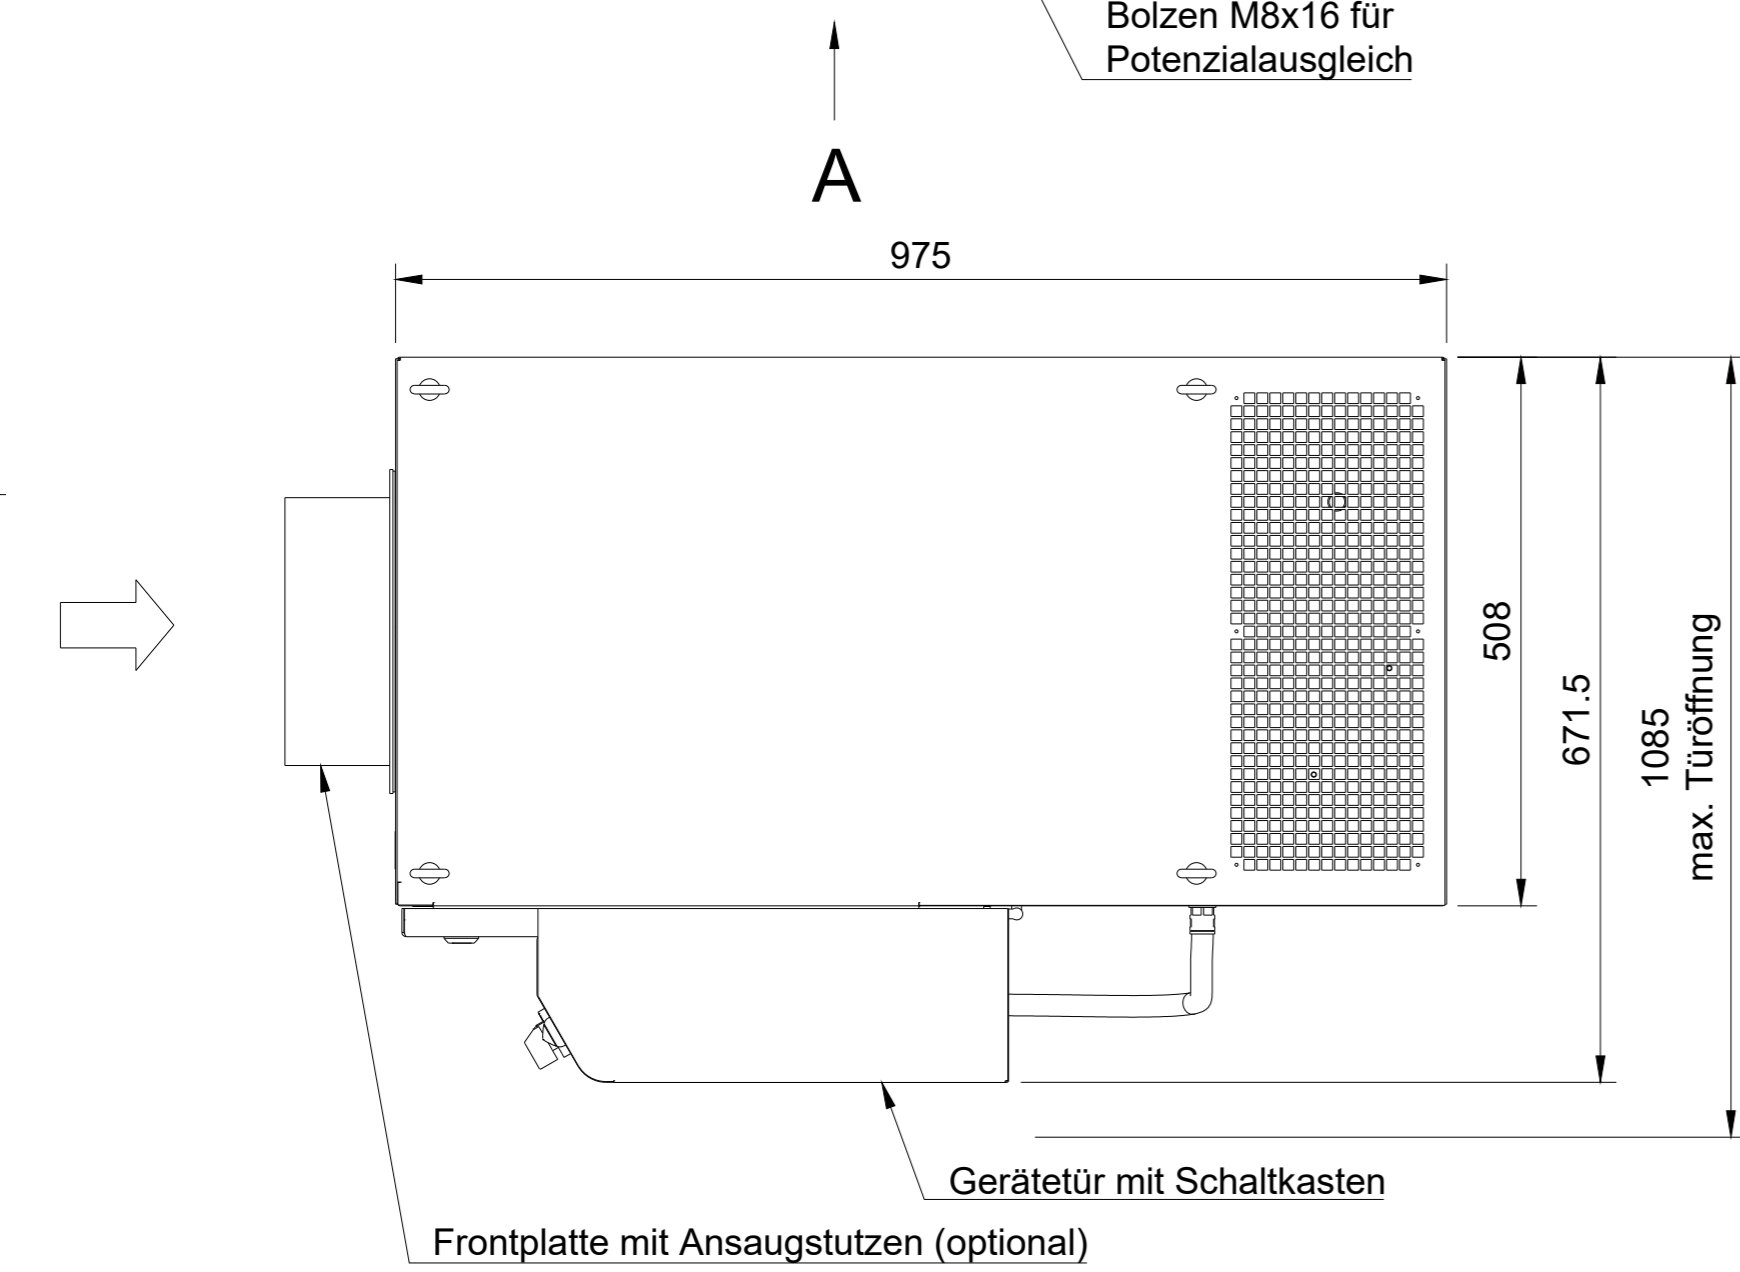 Bolzen M8x16 für
Potenzialausgleich
A
975
508
671.5
1085
max. Türöffnung
Gerätetür mit Schaltkasten
Frontplatte mit Ansaugstutzen (optional)